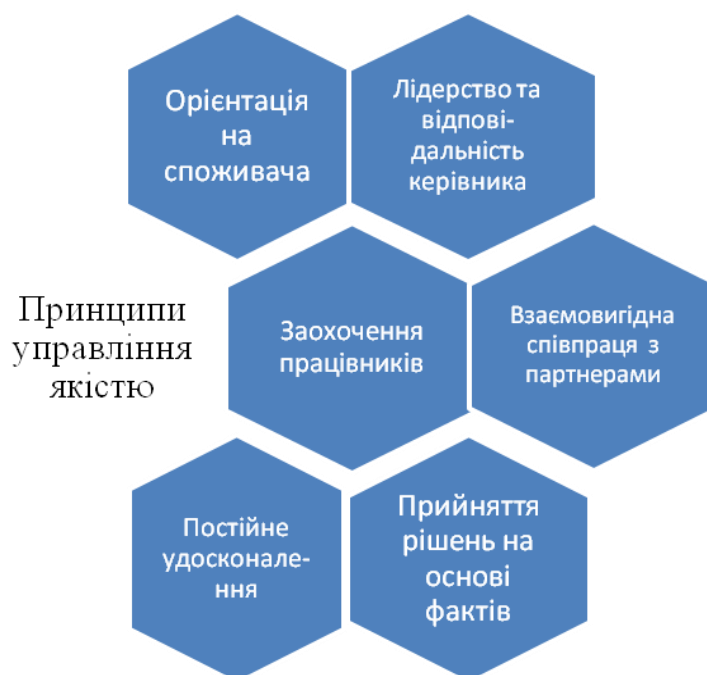 Орієнтація
на
споживача
Лідерство та
відпові-
дальність
керівника
Принципи
управління
якістю
Заохочення
працівників
Взаємовигідна
співпраця з
партнерами
Постійне
удосконале-
ння
Прийняття
рішень на
основі
фактів